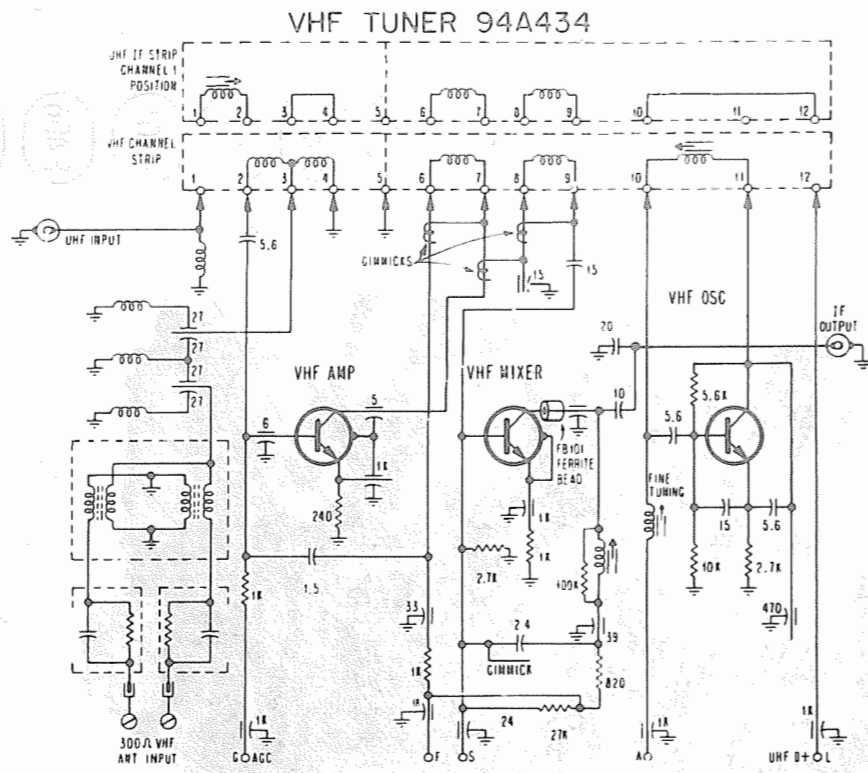 VHF TUNER 94A434
UHF IF STRIP
CHANNEL 1
POSITION
1 2 3 4 5 6 7 8 9 10 11 12
VHF CHANNEL
STRIP
1 2 3 4 5 6 7 8 9 10 11 12
UHF INPUT
5.6
GIMMICKS
15
15
VHF OSC
IF
OUTPUT
20
27
27
27
27
VHF AMP
VHF MIXER
5
10
5.6K
5.6
6
FB101
FERRITE
BEAD
1K
FINE
TUNING
240
1K
15
5.6
1.5
2.7K
1K
100K
10K
2.7K
1K
33
24
39
470
GIMMICK
1K
820
1K
24
27K
1K
1K
1K
300Ω VHF
ANT INPUT
G AGC
F
S
A
UHF B+ L